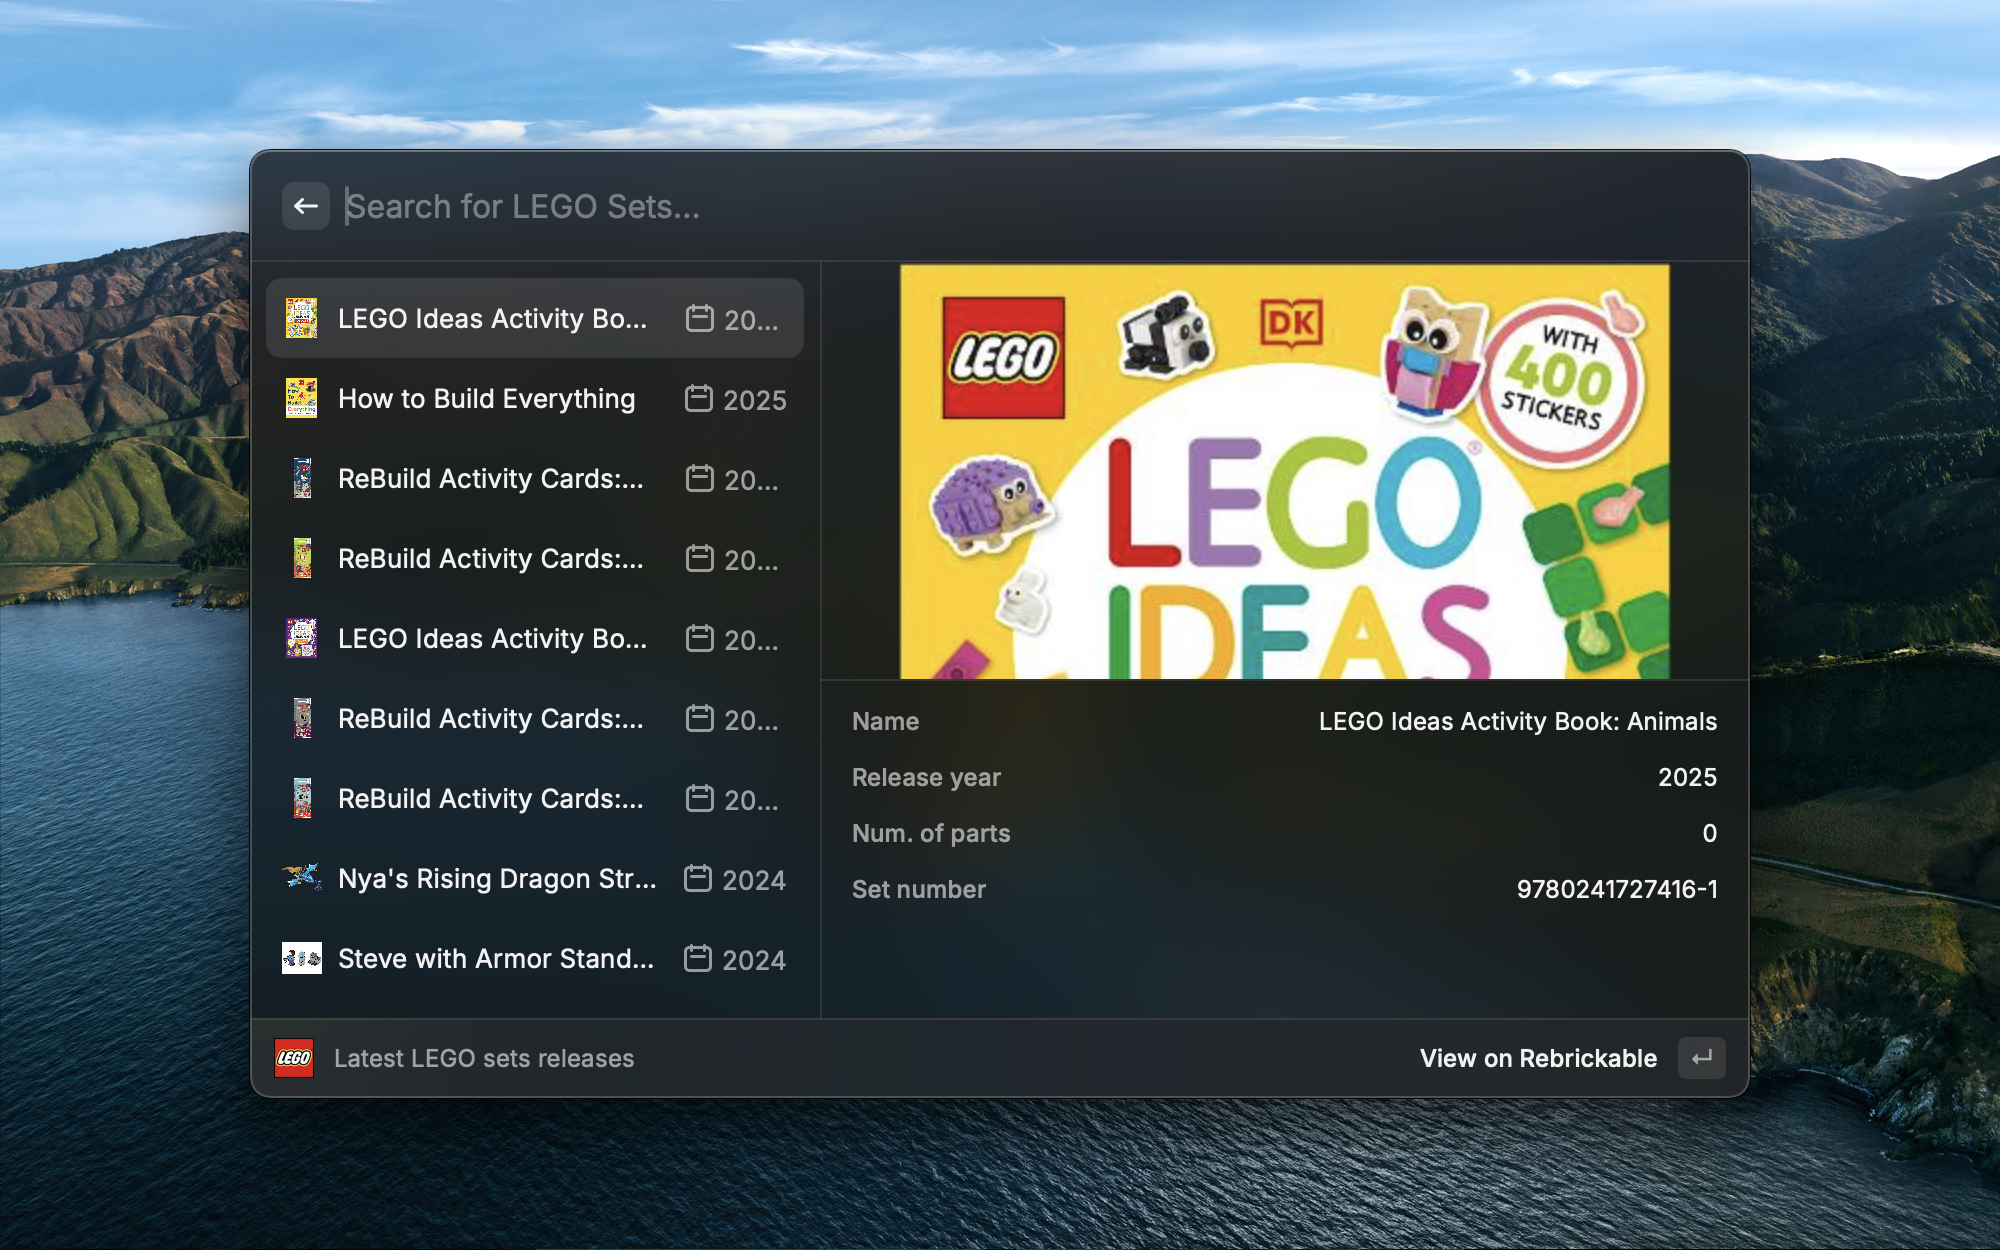 Search for LEGO Sets...
LEGO Ideas Activity Bo... 20...
How to Build Everything 2025
ReBuild Activity Cards:... 20...
ReBuild Activity Cards:... 20...
LEGO Ideas Activity Bo... 20...
ReBuild Activity Cards:... 20...
ReBuild Activity Cards:... 20...
Nya's Rising Dragon Str... 2024
Steve with Armor Stand... 2024
LEGO
DK
WITH
400
STICKERS
LEGO®
IDEAS
Name LEGO Ideas Activity Book: Animals
Release year 2025
Num. of parts 0
Set number 9780241727416-1
LEGO Latest LEGO sets releases
View on Rebrickable